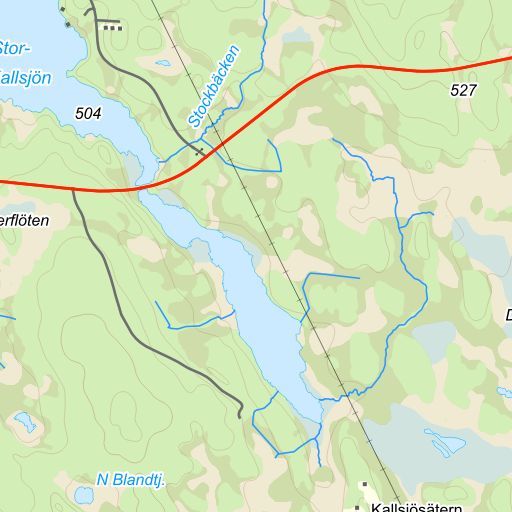 Stor-
Kallsjön
Stockbäcken
504
527
erflöten
D
N Blandtj.
Kallsjösätern